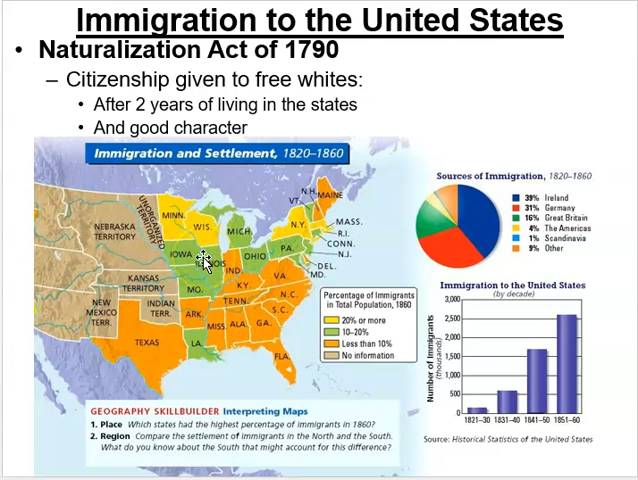 Immigration to the United States
• Naturalization Act of 1790
– Citizenship given to free whites:
• After 2 years of living in the states
• And good character
Immigration and Settlement, 1820–1860
N.H.
MAINE
VT.
UNORGANIZED TERRITORY
MINN.
WIS.
MICH.
N.Y.
MASS.
R.I.
CONN.
N.J.
NEBRASKA
TERRITORY
IOWA
OHIO
PA.
DEL.
MD.
IND.
KANSAS
TERRITORY
MO.
KY
VA.
NEW
MEXICO
TERR.
INDIAN
TERR.
ARK.
TENN.
N.C.
S.C.
MISS.
ALA.
GA.
TEXAS
LA.
FLA.
Percentage of Immigrants
in Total Population, 1860
20% or more
10–20%
Less than 10%
No information
GEOGRAPHY SKILLBUILDER Interpreting Maps
1. Place Which states had the highest percentage of immigrants in 1860?
2. Region Compare the settlement of immigrants in the North and the South.
What do you know about the South that might account for this difference?
Sources of Immigration, 1820–1860
39% Ireland
31% Germany
16% Great Britain
4% The Americas
1% Scandinavia
9% Other
Immigration to the United States
(by decade)
Number of Immigrants
(thousands)
3,000
2,500
2,000
1,500
1,000
500
0
1821–30 1831–40 1841–50 1851–60
Source: Historical Statistics of the United States